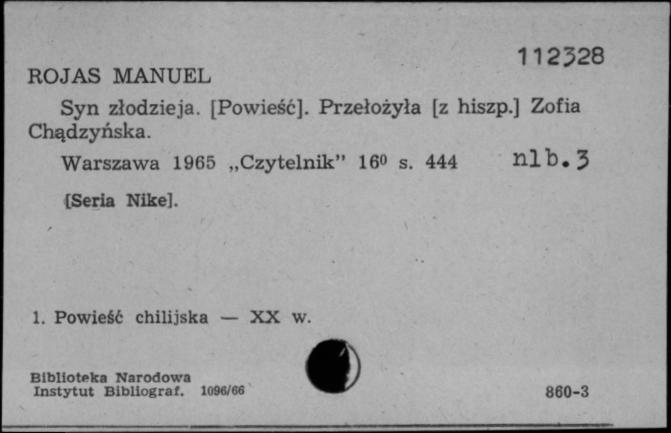 112328
ROJAS MANUEL
Syn złodzieja. [Powieść]. Przełożyła [z hiszp.] Zofia
Chądzyńska.
Warszawa 1965 „Czytelnik” 16⁰ s. 444 nlb. 3
[Seria Nike].
1. Powieść chilijska — XX w.
Biblioteka Narodowa
Instytut Bibliograf. 1096/66 860-3